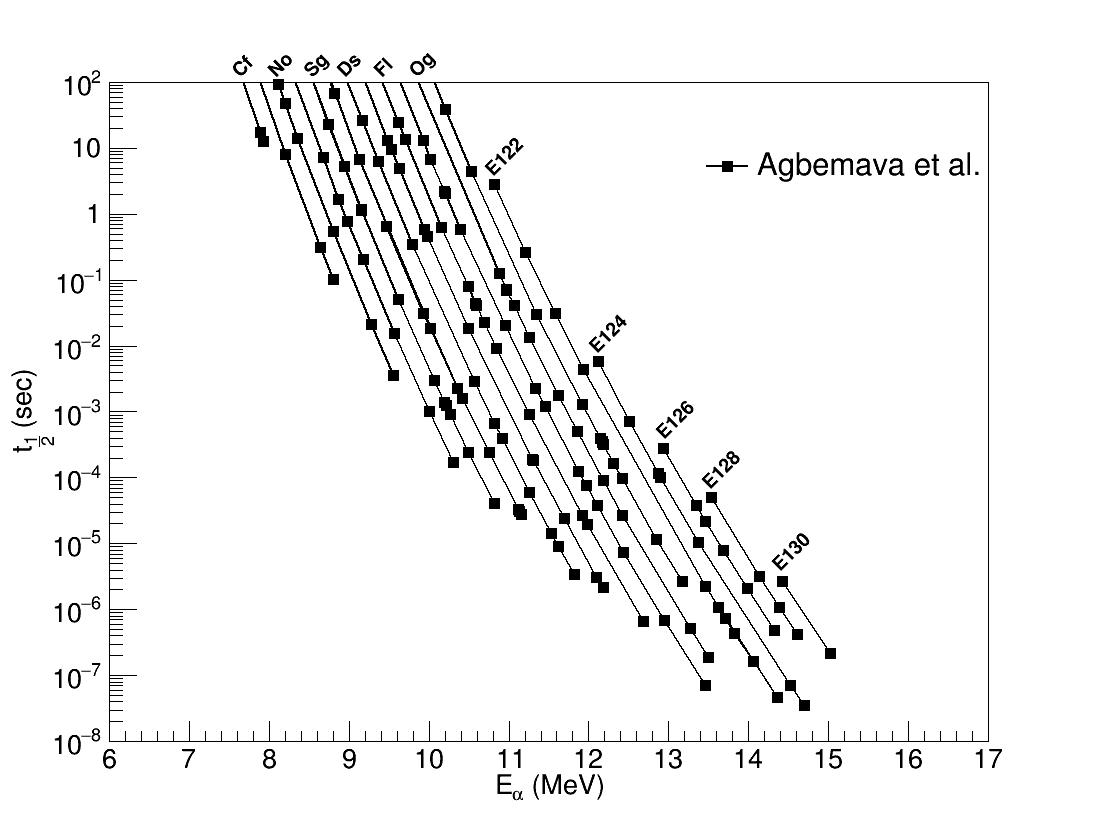 Cf No Sg Ds Fl Og
E122
E124
E126
E128
E130
Agbemava et al.
10²
10
1
10⁻¹
10⁻²
10⁻³
10⁻⁴
10⁻⁵
10⁻⁶
10⁻⁷
10⁻⁸
t½ (sec)
6 7 8 9 10 11 12 13 14 15 16 17
Eα (MeV)